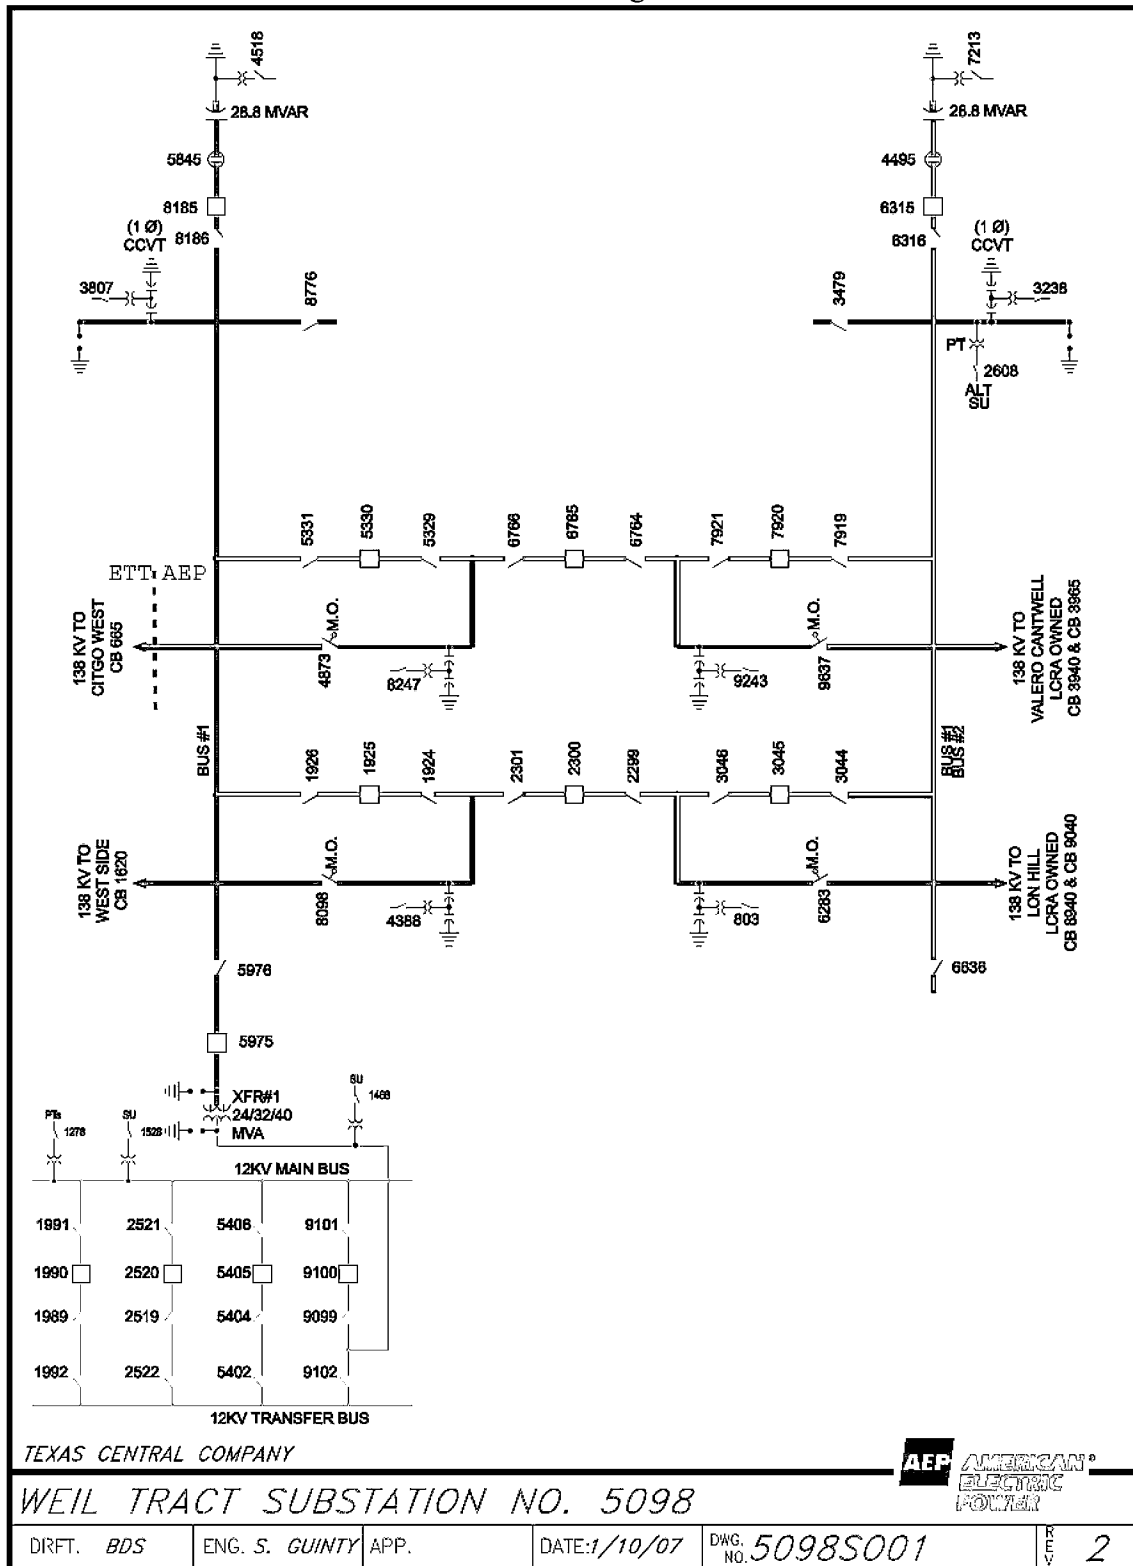 4518
7213
28.8 MVAR
28.8 MVAR
5845
4495
8185
6315
(1 Ø)
CCVT
8186
6316
(1 Ø)
CCVT
3807
8776
3479
3238
PT
2608
ALT
SU
5331
5330
5329
6766
6765
6764
7921
7920
7919
ETT AEP
138 KV TO
CITGO WEST
CB 665
M.O.
4873
8247
9243
M.O.
9637
138 KV TO
VALERO CANTWELL
LCRA OWNED
CB 3940 & CB 3965
BUS #1
BUS #1
BUS #2
1926
1925
1924
2301
2300
2299
3046
3045
3044
138 KV TO
WEST SIDE
CB 1620
M.O.
8098
4388
803
M.O.
6283
138 KV TO
LON HILL
LCRA OWNED
CB 8940 & CB 9040
5976
6636
5975
XFR#1
24/32/40
MVA
SU
1468
PTs
1276
SU
1528
12KV MAIN BUS
1991
2521
5406
9101
1990
2520
5405
9100
1989
2519
5404
9099
1992
2522
5402
9102
12KV TRANSFER BUS
TEXAS CENTRAL COMPANY
AEP AMERICAN
ELECTRIC
POWER
WEIL TRACT SUBSTATION NO. 5098
DRFT. BDS
ENG. S. GUINTY
APP.
DATE:1/10/07
DWG. NO. 5098S001
REV 2